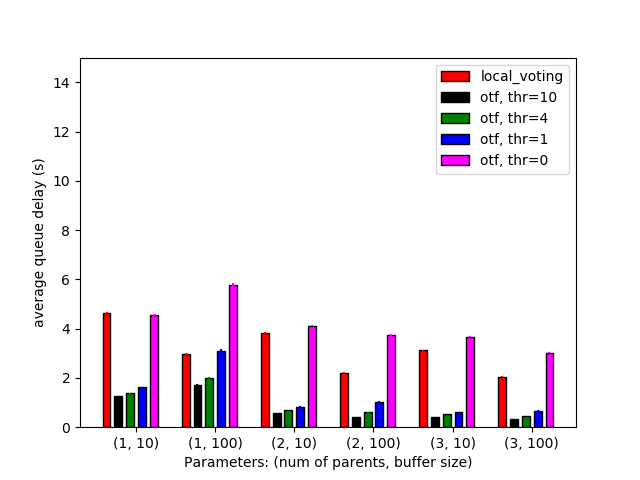 14
12
10
8
6
4
2
0
average queue delay (s)
local_voting
otf, thr=10
otf, thr=4
otf, thr=1
otf, thr=0
(1, 10) (1, 100) (2, 10) (2, 100) (3, 10) (3, 100)
Parameters: (num of parents, buffer size)